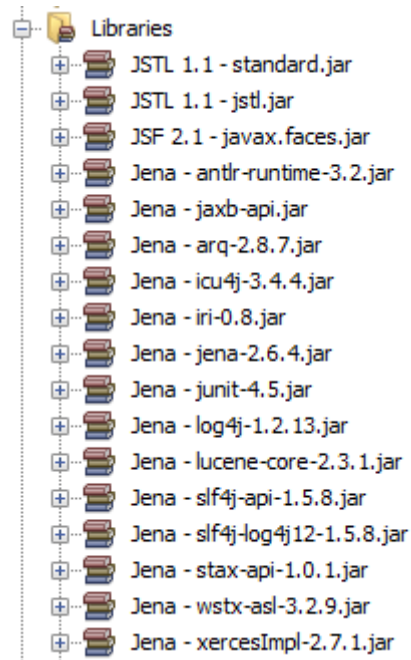 Libraries
JSTL 1.1 - standard.jar
JSTL 1.1 - jstl.jar
JSF 2.1 - javax.faces.jar
Jena - antlr-runtime-3.2.jar
Jena - jaxb-api.jar
Jena - arq-2.8.7.jar
Jena - icu4j-3.4.4.jar
Jena - iri-0.8.jar
Jena - jena-2.6.4.jar
Jena - junit-4.5.jar
Jena - log4j-1.2.13.jar
Jena - lucene-core-2.3.1.jar
Jena - slf4j-api-1.5.8.jar
Jena - slf4j-log4j12-1.5.8.jar
Jena - stax-api-1.0.1.jar
Jena - wstx-asl-3.2.9.jar
Jena - xercesImpl-2.7.1.jar